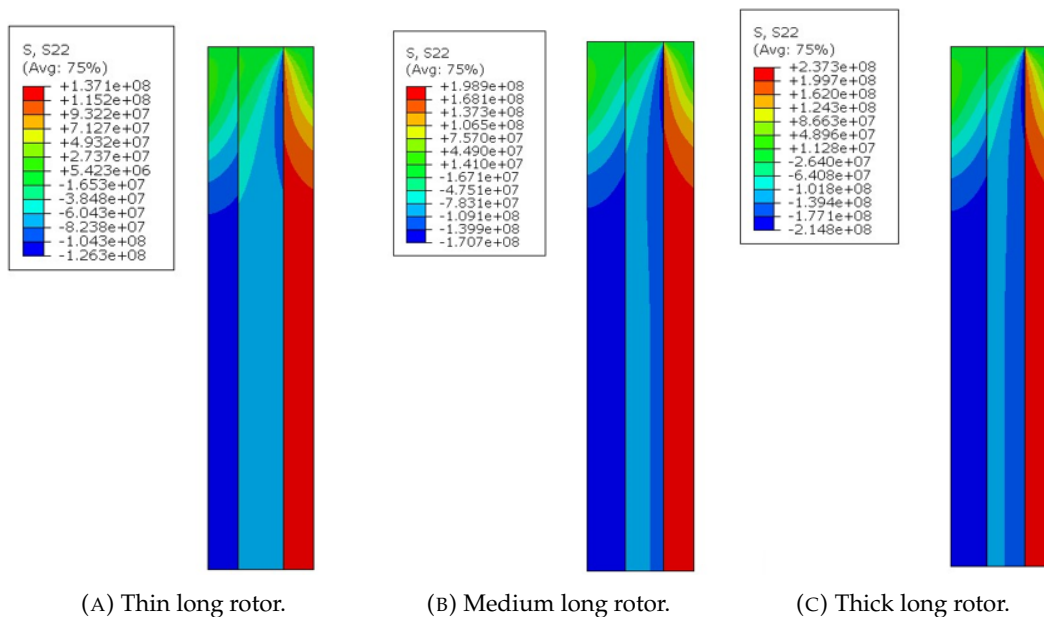 S, S22
(Avg: 75%)
+1.371e+08
+1.152e+08
+9.322e+07
+7.127e+07
+4.932e+07
+2.737e+07
+5.423e+06
-1.653e+07
-3.848e+07
-6.043e+07
-8.238e+07
-1.043e+08
-1.263e+08
S, S22
(Avg: 75%)
+1.989e+08
+1.681e+08
+1.373e+08
+1.065e+08
+7.570e+07
+4.490e+07
+1.410e+07
-1.671e+07
-4.751e+07
-7.831e+07
-1.091e+08
-1.399e+08
-1.707e+08
S, S22
(Avg: 75%)
+2.373e+08
+1.997e+08
+1.620e+08
+1.243e+08
+8.663e+07
+4.896e+07
+1.128e+07
-2.640e+07
-6.408e+07
-1.018e+08
-1.394e+08
-1.771e+08
-2.148e+08
(A) Thin long rotor.
(B) Medium long rotor.
(C) Thick long rotor.